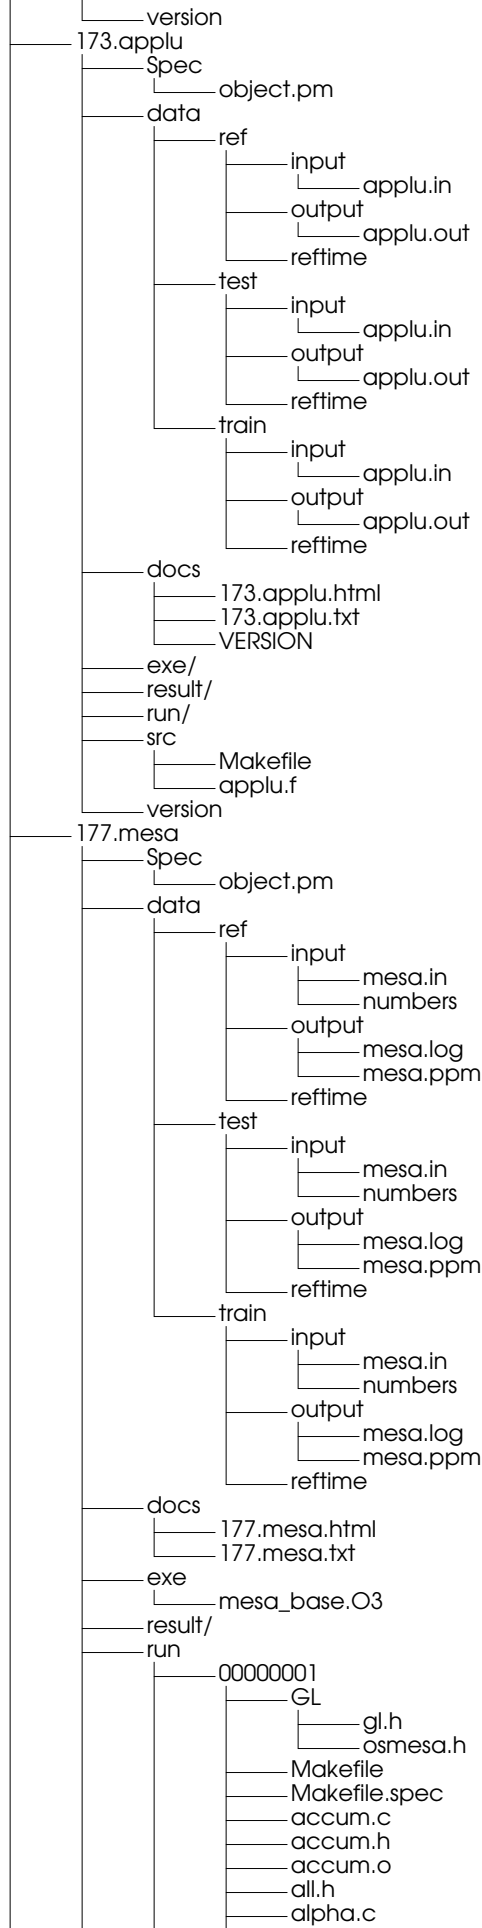 version
173.applu
Spec
object.pm
data
ref
input
applu.in
output
applu.out
reftime
test
input
applu.in
output
applu.out
reftime
train
input
applu.in
output
applu.out
reftime
docs
173.applu.html
173.applu.txt
VERSION
exe/
result/
run/
src
Makefile
applu.f
version
177.mesa
Spec
object.pm
data
ref
input
mesa.in
numbers
output
mesa.log
mesa.ppm
reftime
test
input
mesa.in
numbers
output
mesa.log
mesa.ppm
reftime
train
input
mesa.in
numbers
output
mesa.log
mesa.ppm
reftime
docs
177.mesa.html
177.mesa.txt
exe
mesa_base.O3
result/
run
00000001
GL
gl.h
osmesa.h
Makefile
Makefile.spec
accum.c
accum.h
accum.o
all.h
alpha.c